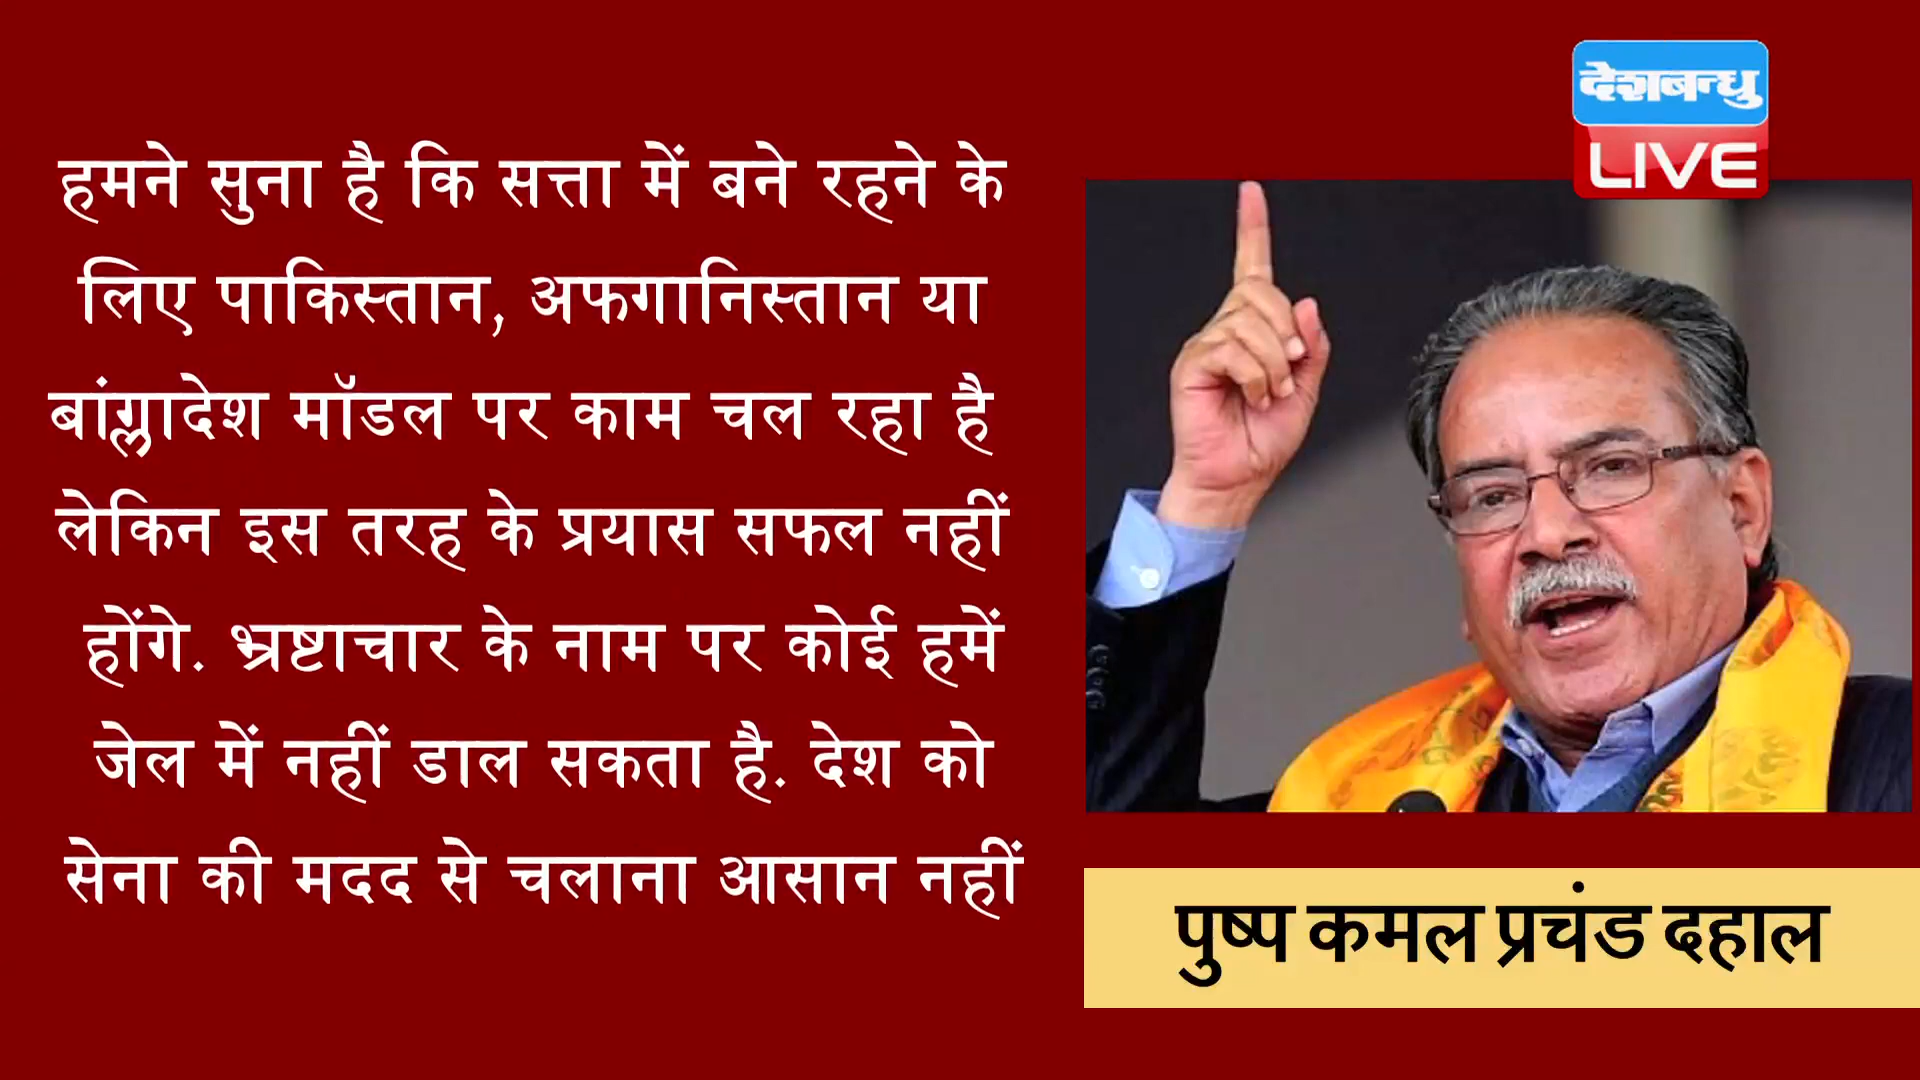 देशबन्धु
LIVE
हमने सुना है कि सत्ता में बने रहने के
लिए पाकिस्तान, अफगानिस्तान या
बांग्लादेश मॉडल पर काम चल रहा है
लेकिन इस तरह के प्रयास सफल नहीं
होंगे. भ्रष्टाचार के नाम पर कोई हमें
जेल में नहीं डाल सकता है. देश को
सेना की मदद से चलाना आसान नहीं
पुष्प कमल प्रचंड दहाल